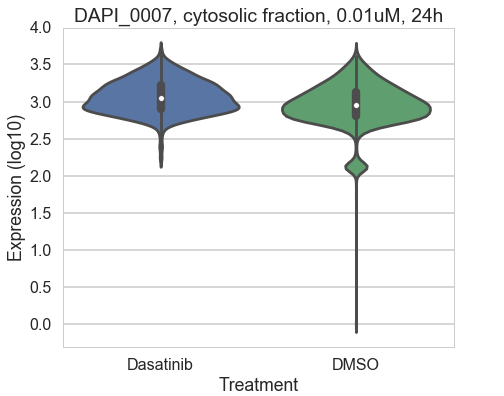 DAPI_0007, cytosolic fraction, 0.01uM, 24h
4.0
3.5
3.0
2.5
2.0
1.5
1.0
0.5
0.0
Expression (log10)
Dasatinib DMSO
Treatment